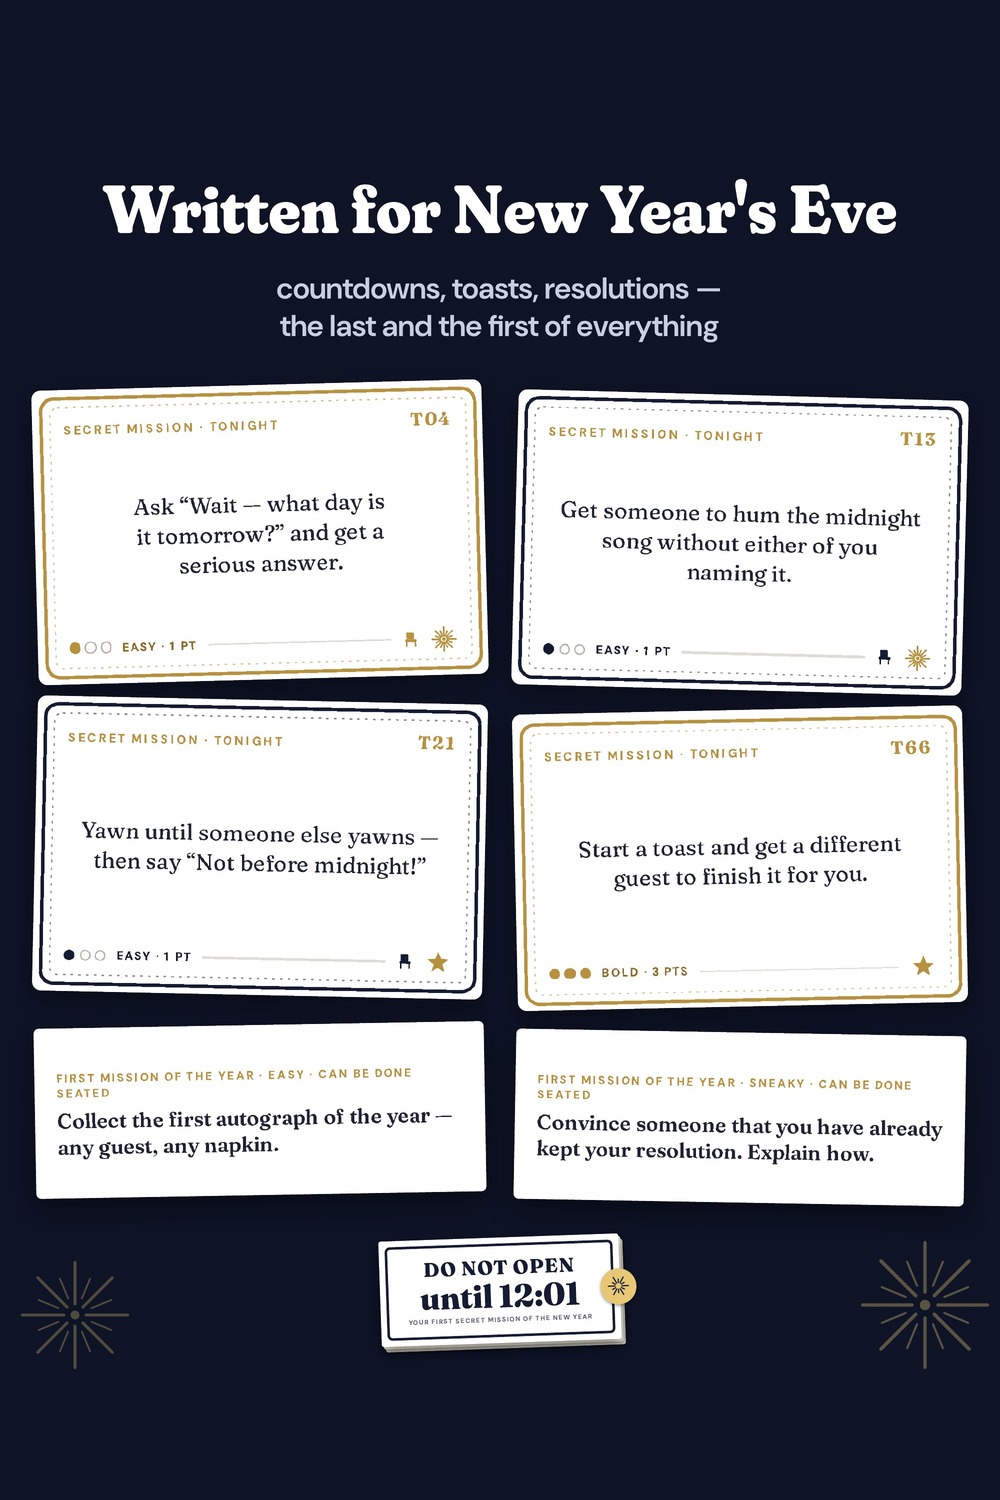 Written for New Year's Eve
countdowns, toasts, resolutions —
the last and the first of everything
SECRET MISSION · TONIGHT
T04
Ask “Wait — what day is
it tomorrow?” and get a
serious answer.
EASY · 1 PT
SECRET MISSION · TONIGHT
T13
Get someone to hum the midnight
song without either of you
naming it.
EASY · 1 PT
SECRET MISSION · TONIGHT
T21
Yawn until someone else yawns —
then say “Not before midnight!”
EASY · 1 PT
SECRET MISSION · TONIGHT
T66
Start a toast and get a different
guest to finish it for you.
BOLD · 3 PTS
FIRST MISSION OF THE YEAR · EASY · CAN BE DONE
SEATED
Collect the first autograph of the year —
any guest, any napkin.
FIRST MISSION OF THE YEAR · SNEAKY · CAN BE DONE
SEATED
Convince someone that you have already
kept your resolution. Explain how.
DO NOT OPEN
until 12:01
YOUR FIRST SECRET MISSION OF THE NEW YEAR